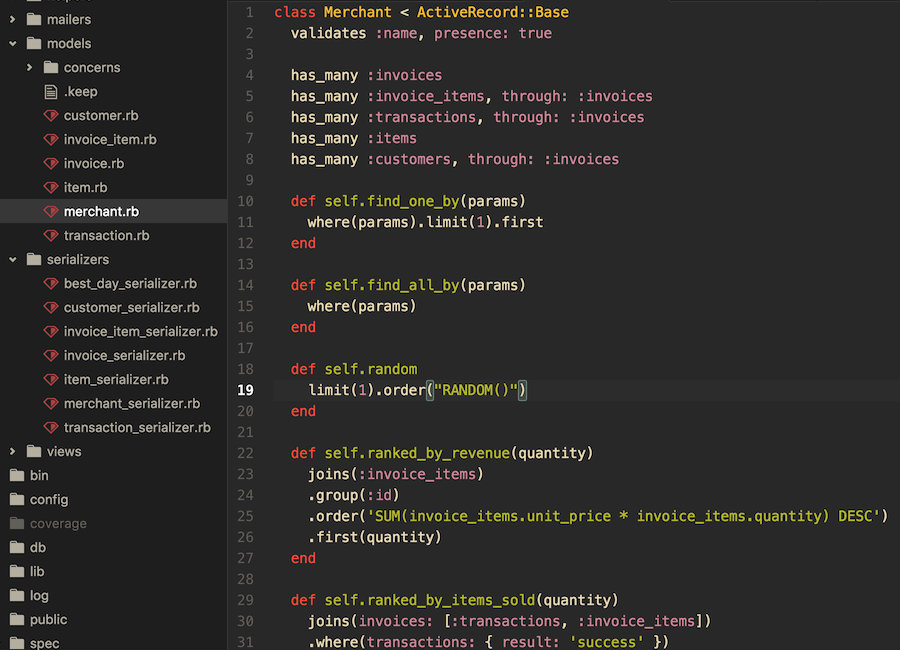 mailers
models
concerns
.keep
customer.rb
invoice_item.rb
invoice.rb
item.rb
merchant.rb
transaction.rb
serializers
best_day_serializer.rb
customer_serializer.rb
invoice_item_serializer.rb
invoice_serializer.rb
item_serializer.rb
merchant_serializer.rb
transaction_serializer.rb
views
bin
config
coverage
db
lib
log
public
spec
1 class Merchant < ActiveRecord::Base
2   validates :name, presence: true
3
4   has_many :invoices
5   has_many :invoice_items, through: :invoices
6   has_many :transactions, through: :invoices
7   has_many :items
8   has_many :customers, through: :invoices
9
10   def self.find_one_by(params)
11     where(params).limit(1).first
12   end
13
14   def self.find_all_by(params)
15     where(params)
16   end
17
18   def self.random
19     limit(1).order("RANDOM()")
20   end
21
22   def self.ranked_by_revenue(quantity)
23     joins(:invoice_items)
24     .group(:id)
25     .order('SUM(invoice_items.unit_price * invoice_items.quantity) DESC')
26     .first(quantity)
27   end
28
29   def self.ranked_by_items_sold(quantity)
30     joins(invoices: [:transactions, :invoice_items])
31     .where(transactions: { result: 'success' })